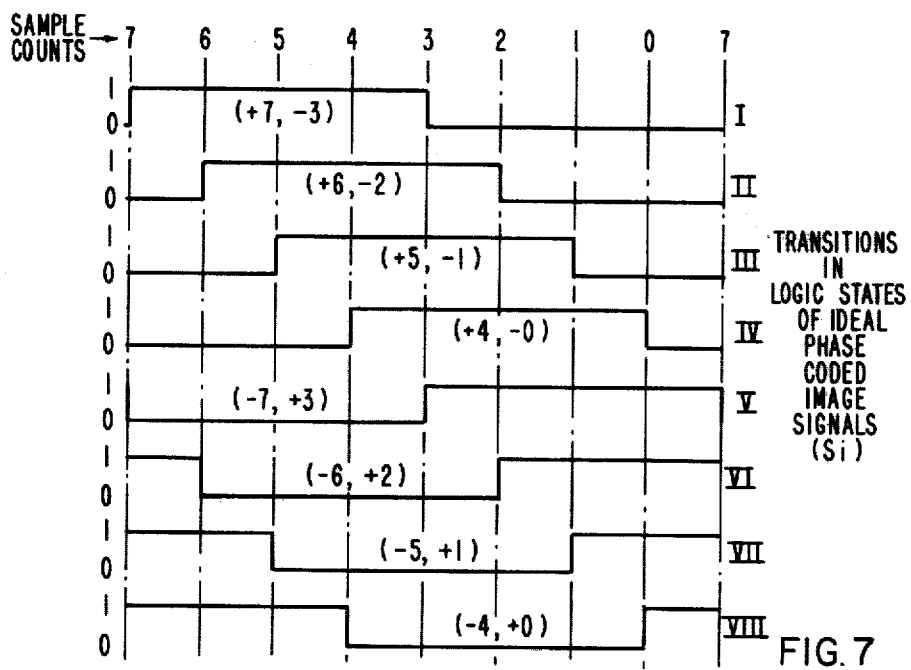 SAMPLE
COUNTS → 7 6 5 4 3 2 1 0 7
1
0
(+7, -3)
I
1
0
(+6, -2)
II
1
0
(+5, -1)
III
1
0
(+4, -0)
IV
1
0
(-7, +3)
V
1
0
(-6, +2)
VI
1
0
(-5, +1)
VII
1
0
(-4, +0)
VIII
TRANSITIONS
IN
LOGIC STATES
OF IDEAL
PHASE
CODED
IMAGE
SIGNALS
(Si)
FIG. 7